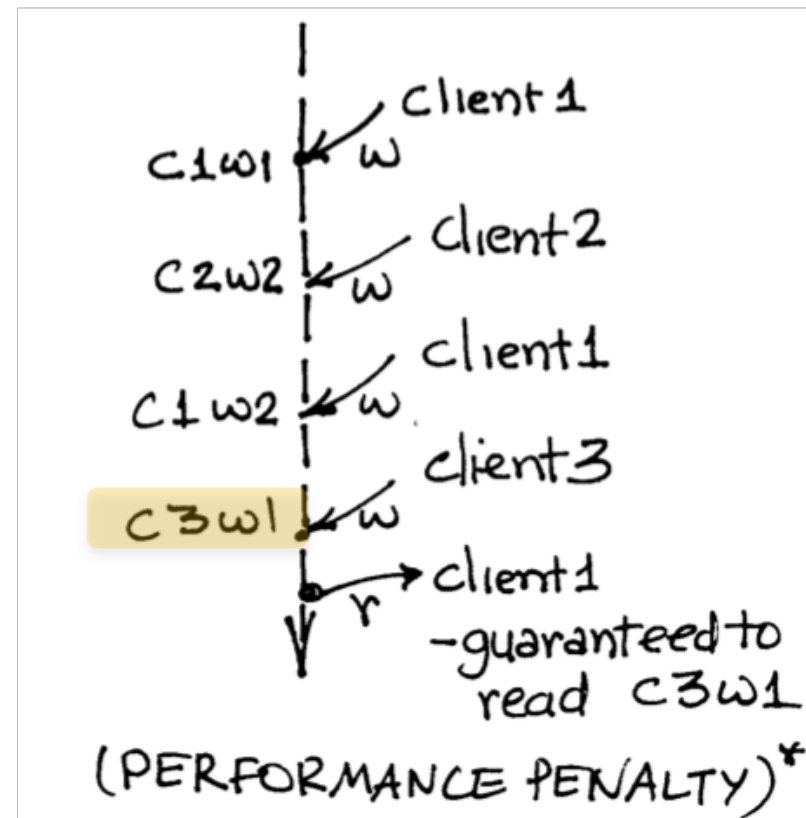 Client 1
C1W1 W
Client 2
C2W2 W
Client 1
C1W2 W
Client 3
C3W1 W
Client 1
r
-guaranteed to
read C3W1
(PERFORMANCE PENALTY)*